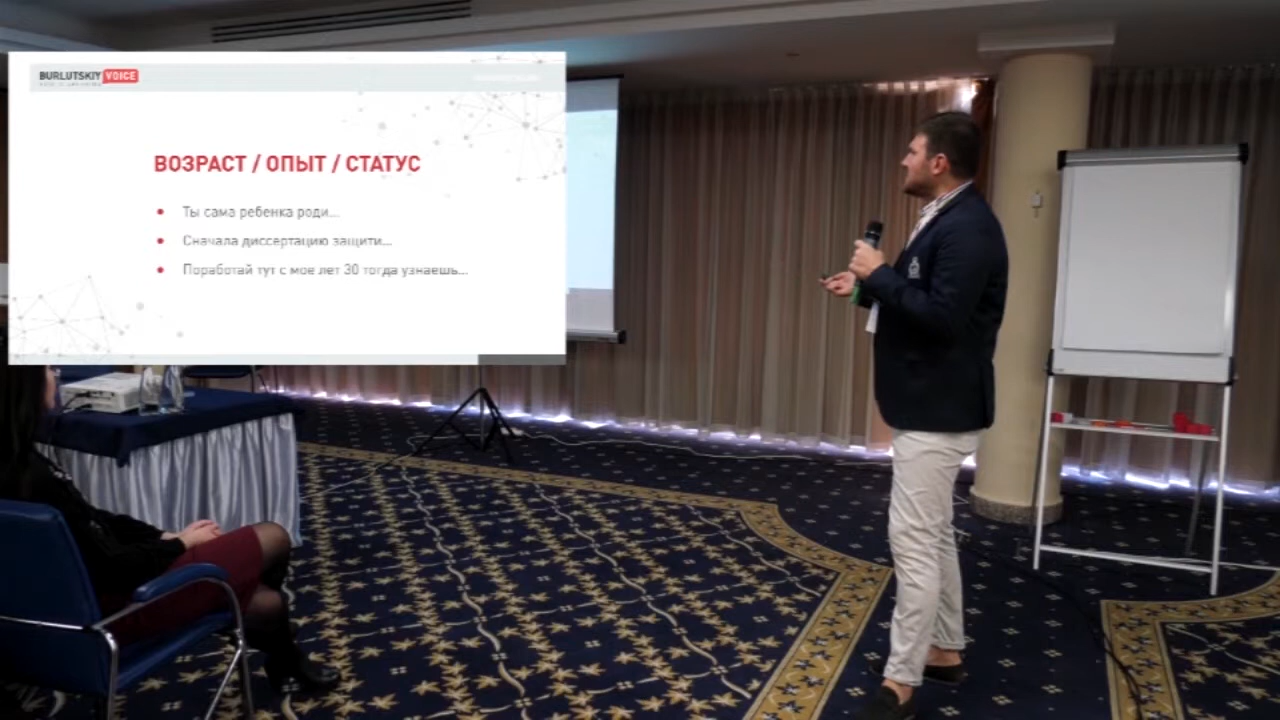 BURLUTSKIY VOICE
ВОЗРАСТ / ОПЫТ / СТАТУС
Ты сама ребенка роди...
Сначала диссертацию защити...
Поработай тут с мое лет 30 тогда узнаешь...